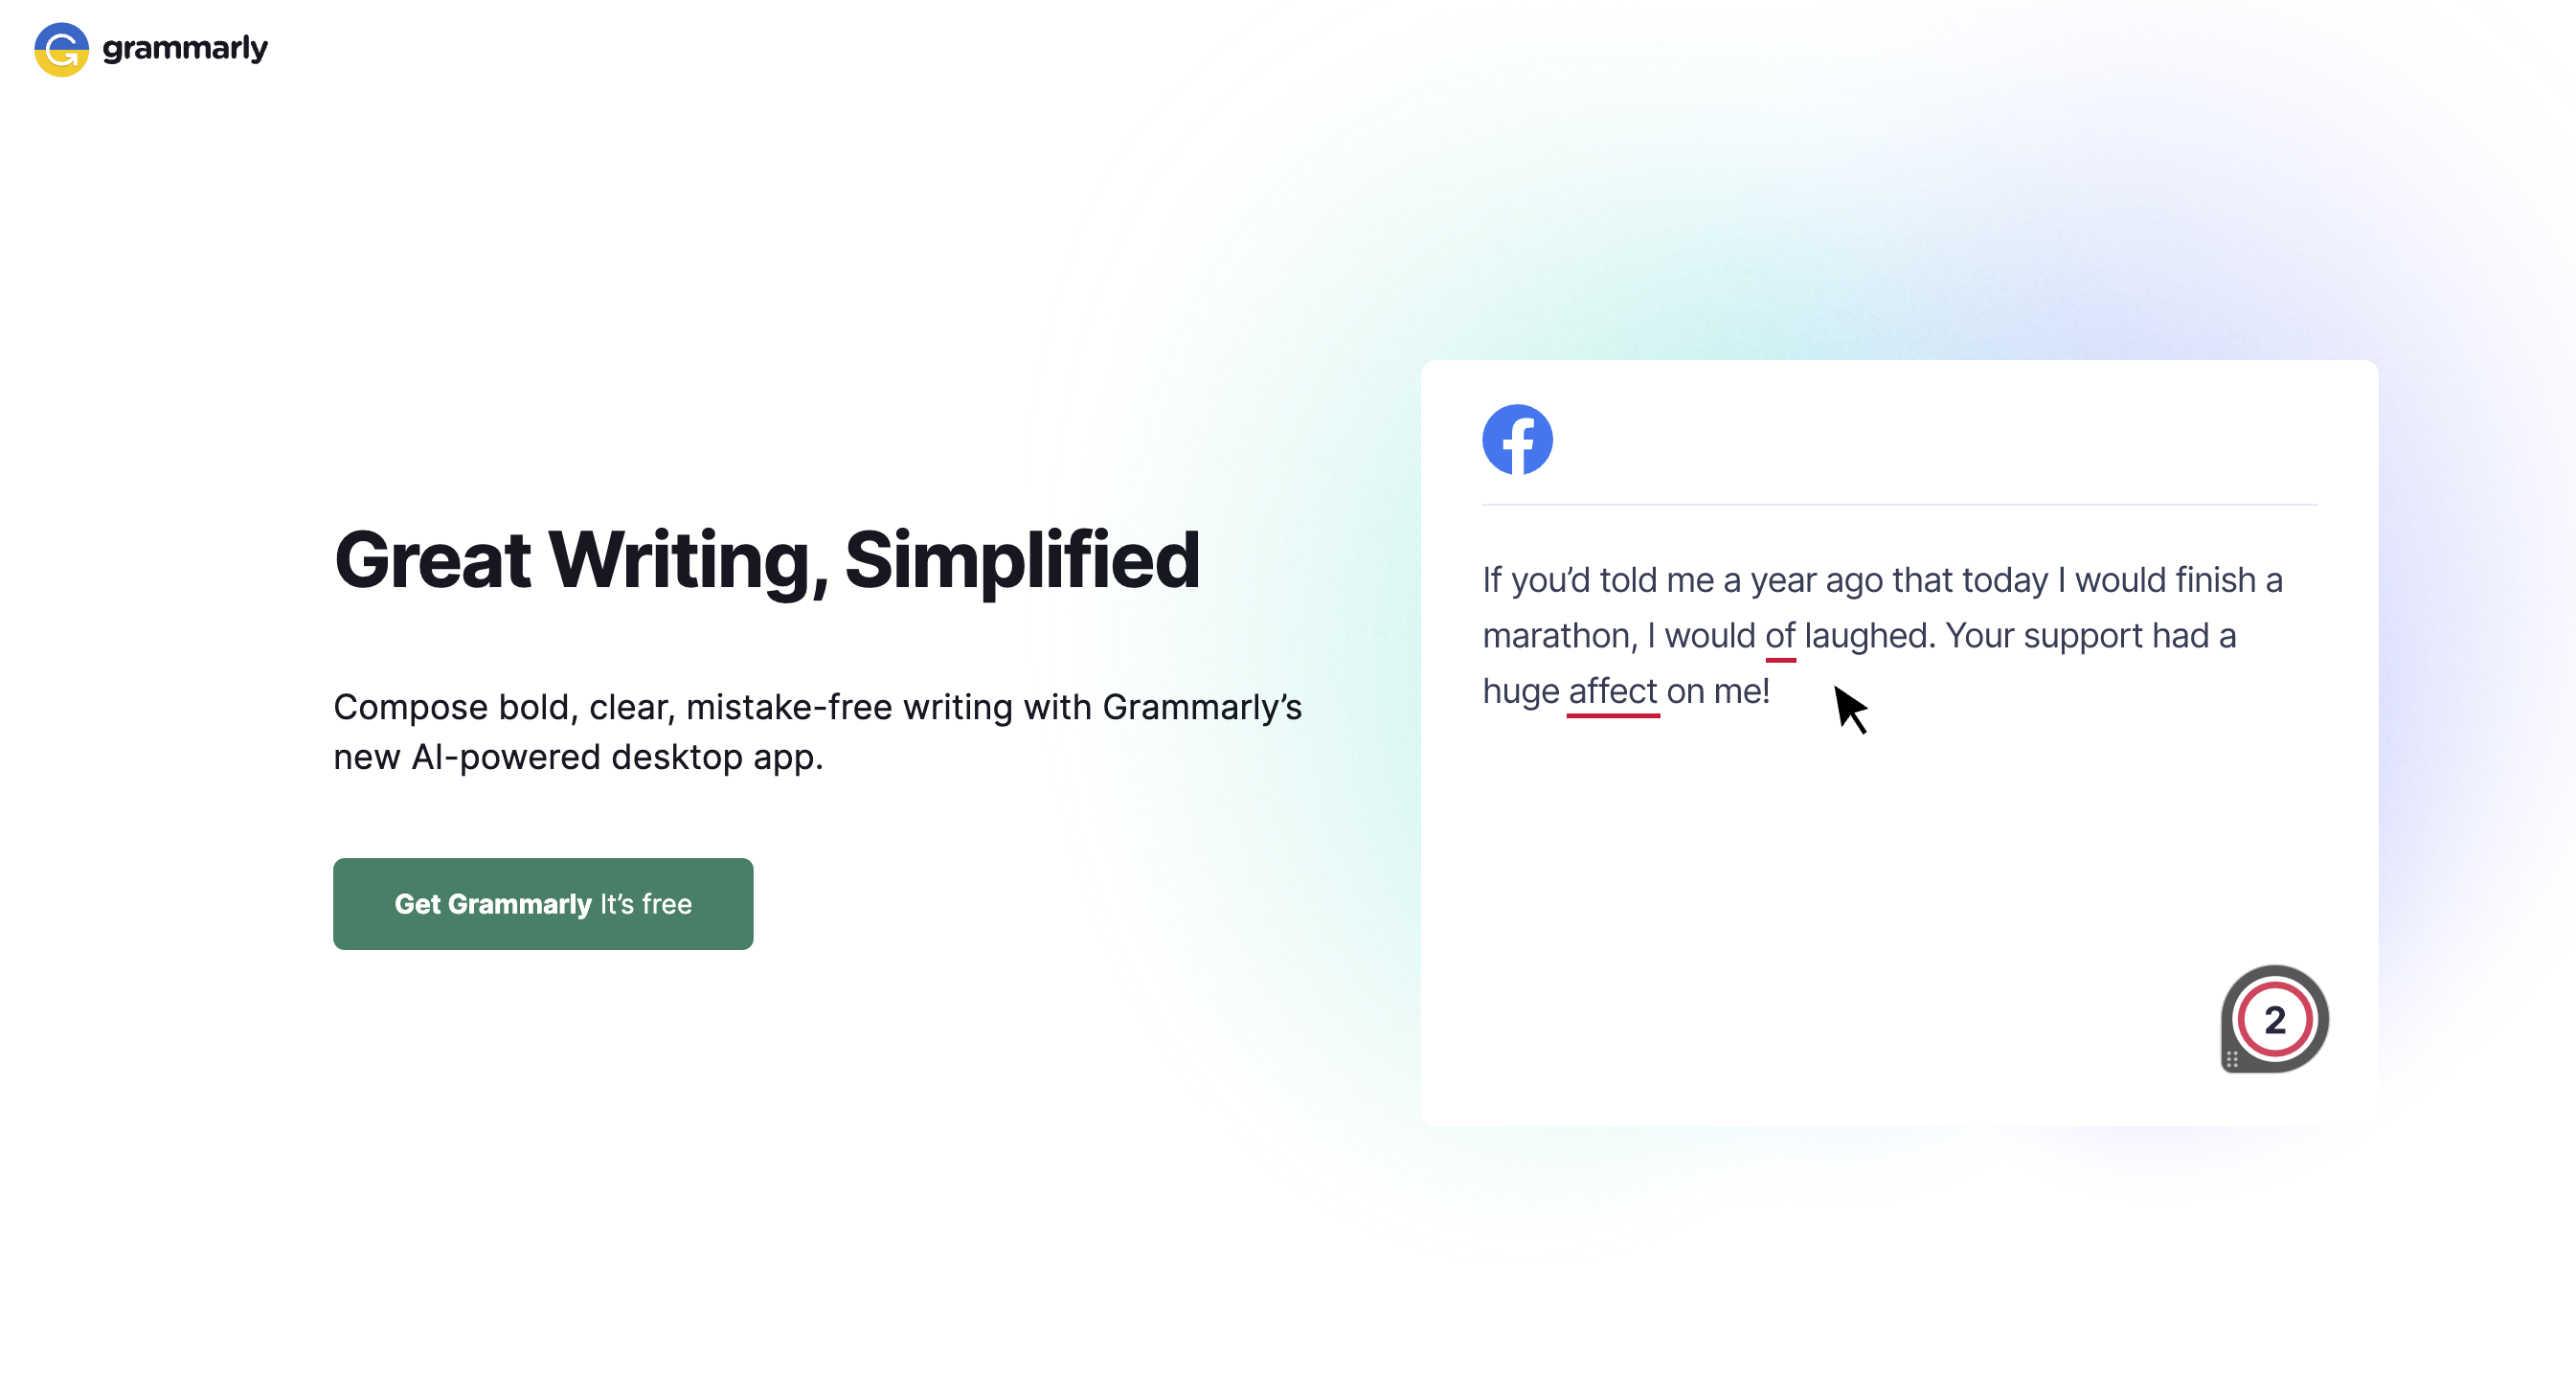 grammarly
Great Writing, Simplified
Compose bold, clear, mistake-free writing with Grammarly’s
new AI-powered desktop app.
Get Grammarly It’s free
If you’d told me a year ago that today I would finish a
marathon, I would of laughed. Your support had a
huge affect on me!
2